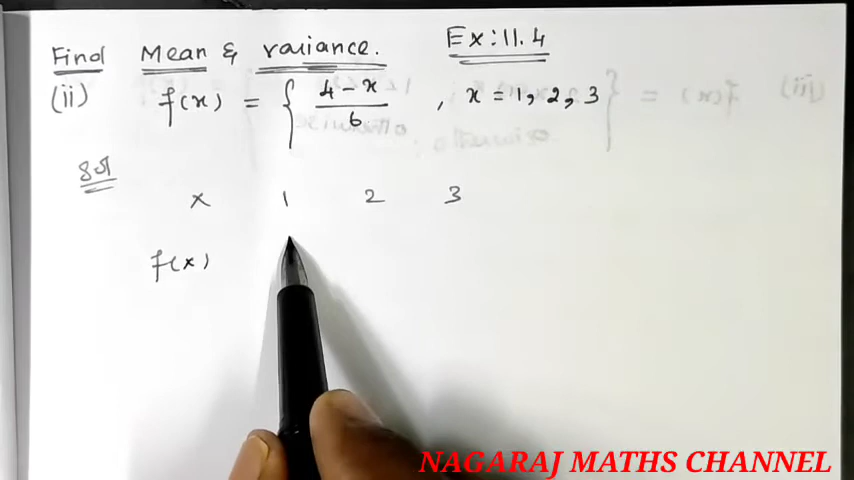 Find Mean & variance. Ex: 11.4
(ii) f(x) = { 4-x / 6 , x = 1, 2, 3
Sol
x 1 2 3
f(x)
NAGARAJ MATHS CHANNEL